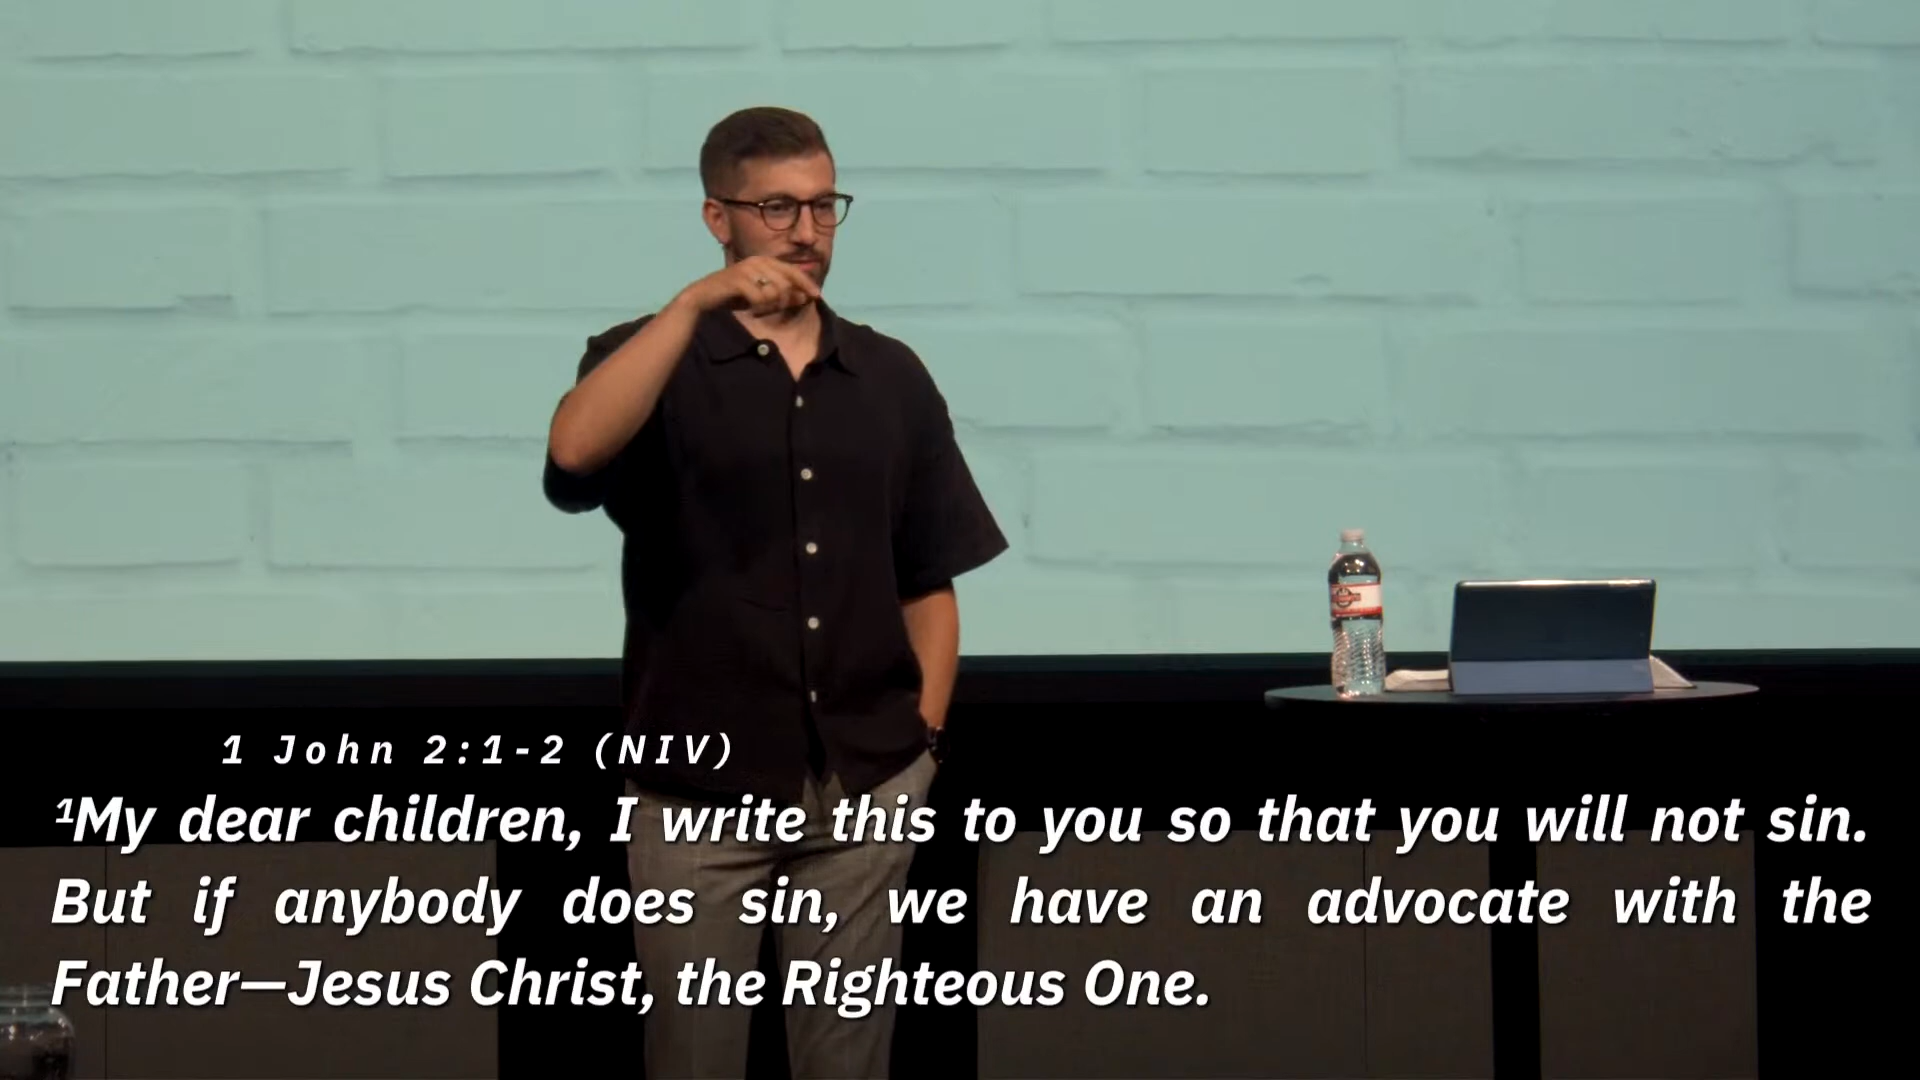 1 John 2:1-2 (NIV)
¹My dear children, I write this to you so that you will not sin.
But if anybody does sin, we have an advocate with the
Father—Jesus Christ, the Righteous One.